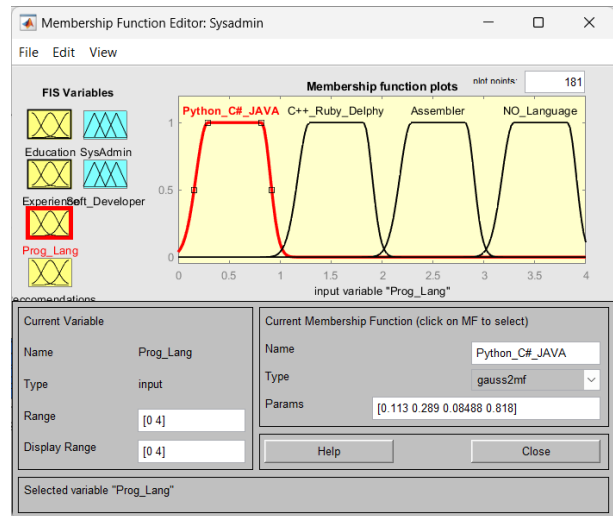 Membership Function Editor: Sysadmin
File Edit View
FIS Variables
Education SysAdmin
Soft_Developer
Prog_Lang
Membership function plots
plot points: 181
Python_C#_JAVA C++_Ruby_Delphy Assembler NO_Language
1
0.5
0
0 0.5 1 1.5 2 2.5 3 3.5 4
input variable "Prog_Lang"
Current Variable
Name Prog_Lang
Type input
Range [0 4]
Display Range [0 4]
Current Membership Function (click on MF to select)
Name Python_C#_JAVA
Type gauss2mf
Params [0.113 0.289 0.08488 0.818]
Help Close
Selected variable "Prog_Lang"